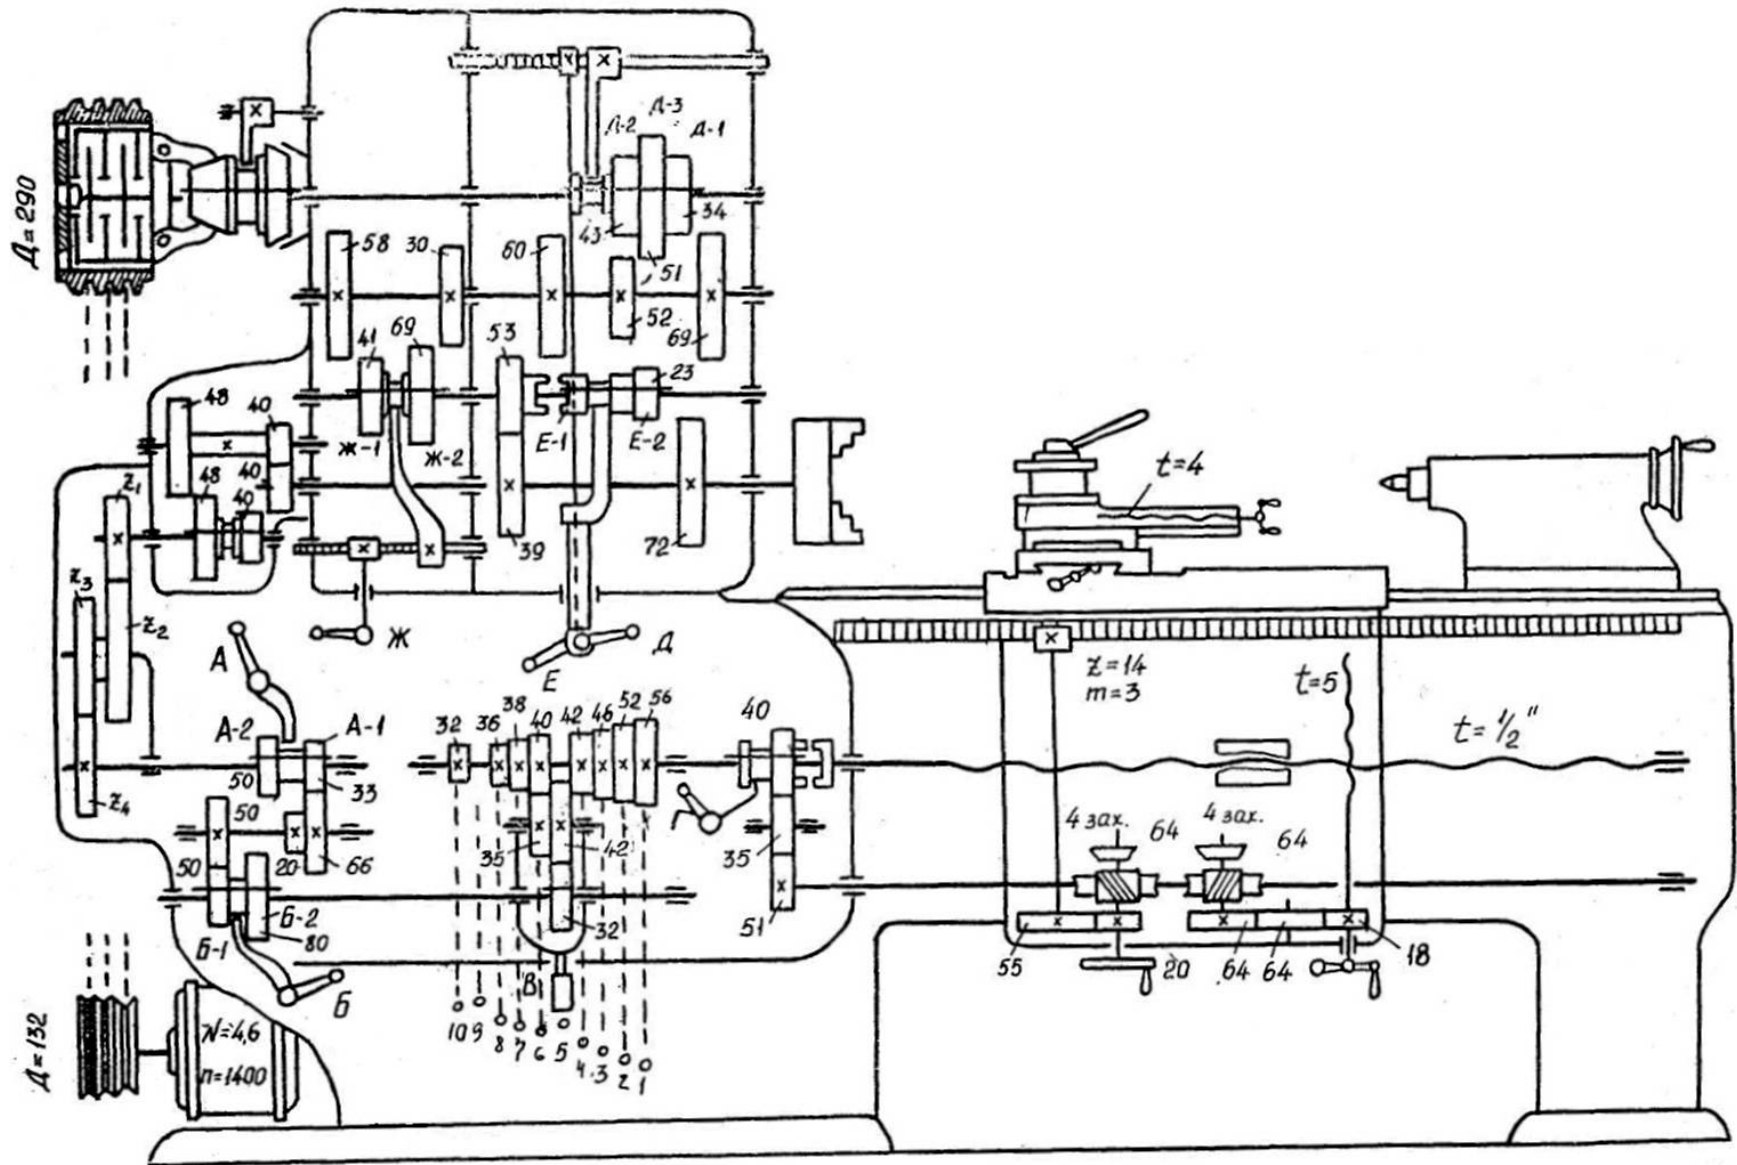 Д-3
Д-2 Д-1
Д=290
34
43
58 30 60 51
52
69
41 69 53
23
48 40
Е-1 Е-2
Ж-1 Ж-2
z1 48 40
40
t=4
39 72
z3
z2
Ж Д
Е
А
z=14
m=3
t=5
t=1/2"
А-2 А-1
32 36 38 40 42 46 52 56 40
50 33
z4
50
4 зах. 64 4 зах. 64
50 20 66 35 42 35
Б-2
80 32 51
Б-1
55 20 64 64 18
Б В
10 9 8 7 6 5 4 3 2 1
Д=132
N=4,6
n=1400